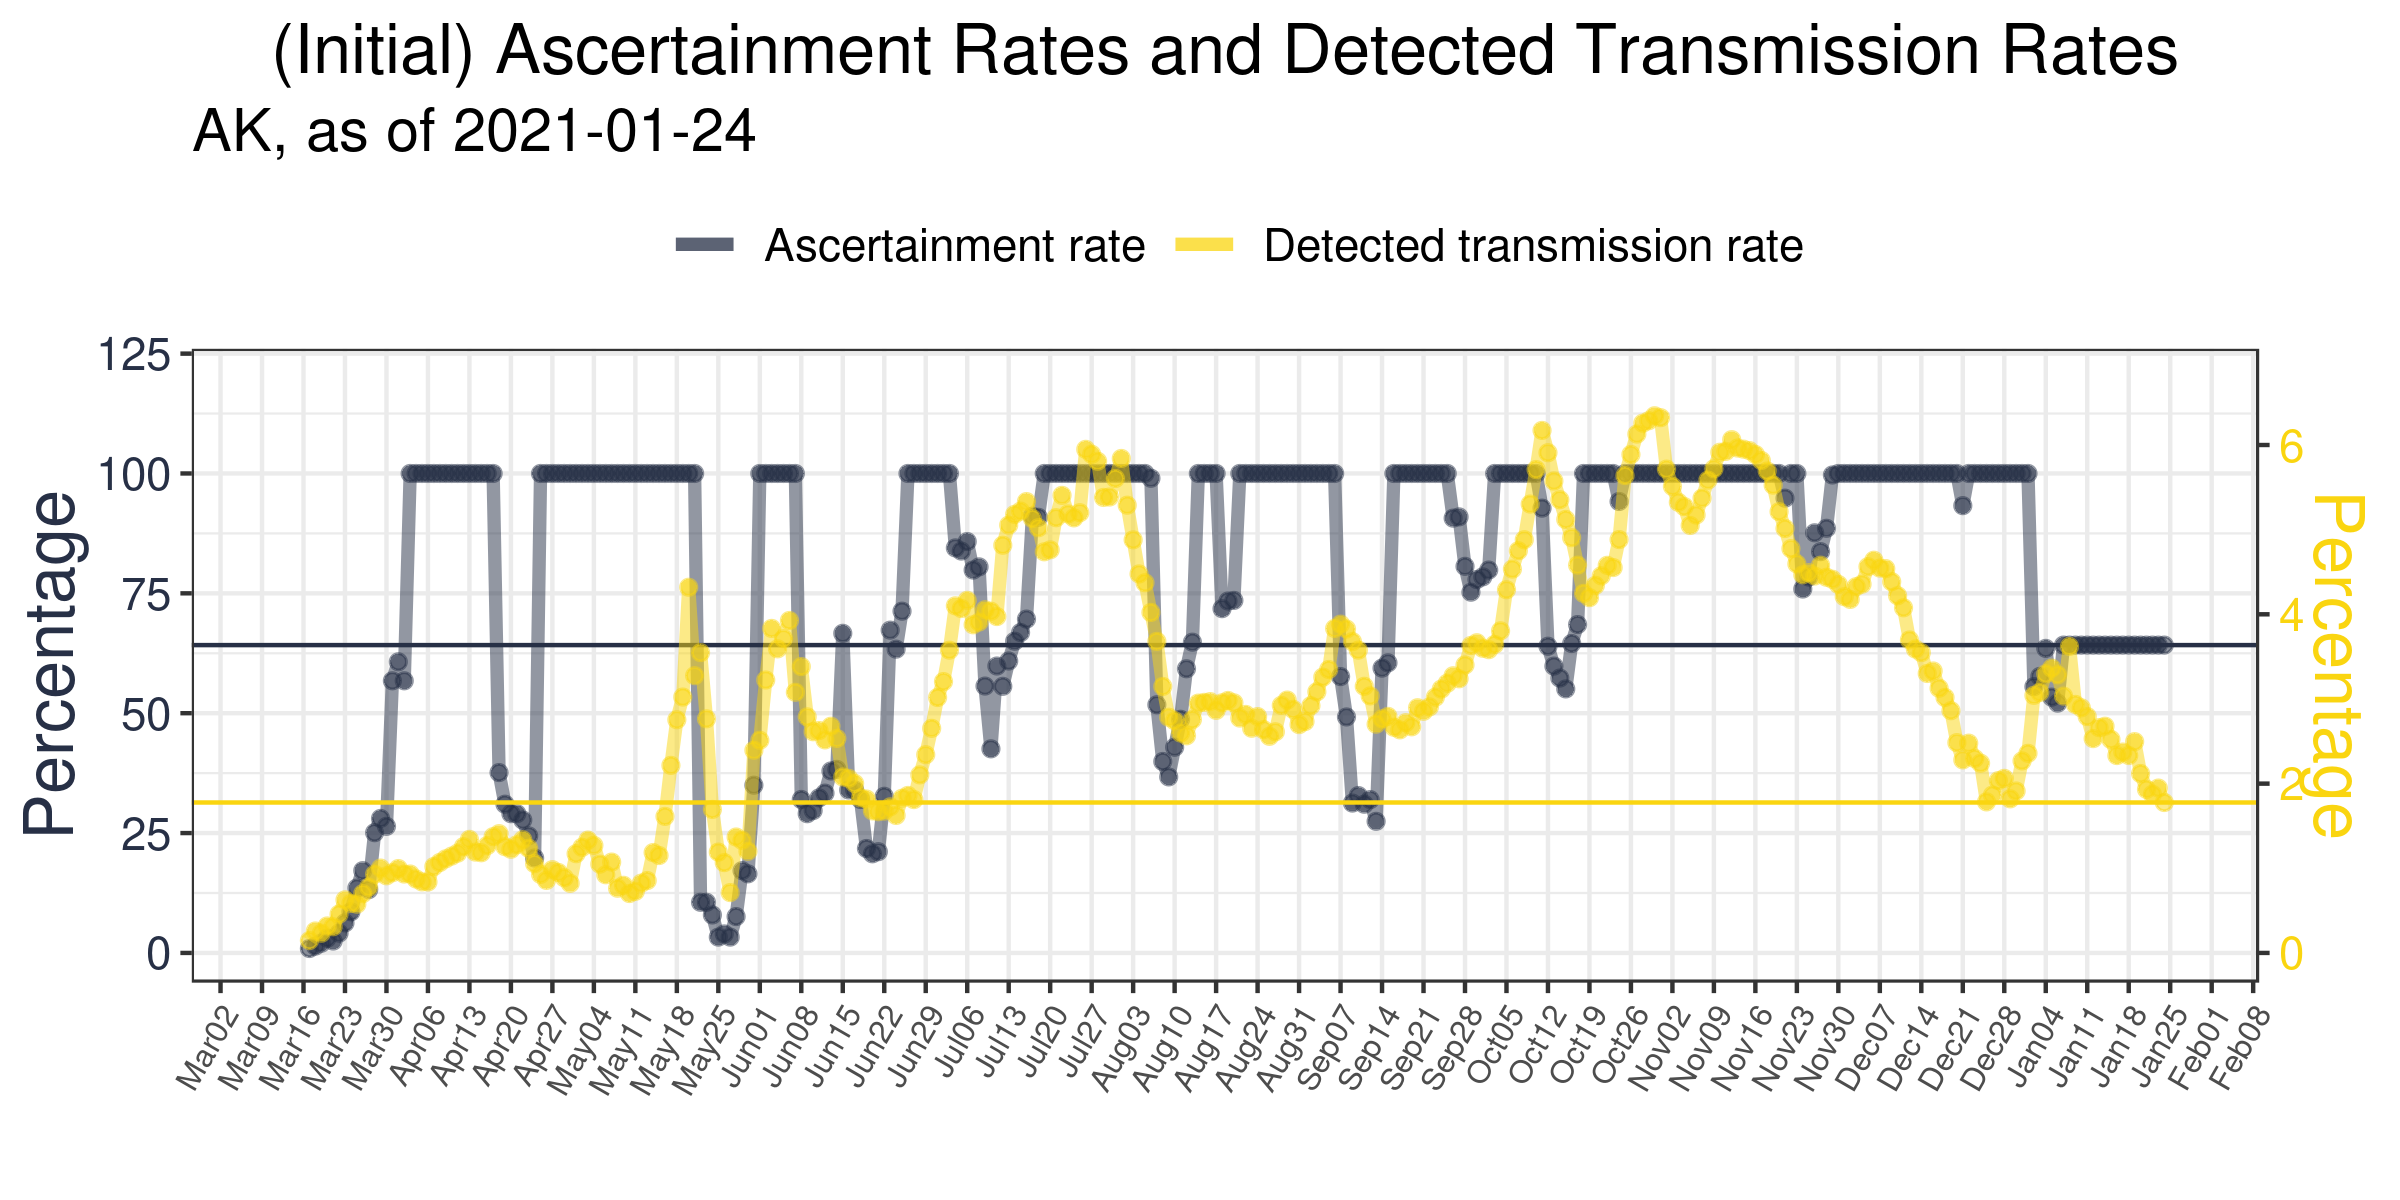 (Initial) Ascertainment Rates and Detected Transmission Rates
AK, as of 2021-01-24
Ascertainment rate Detected transmission rate
Percentage
125
100
75
50
25
0
6
4
2
0
Percentage
Mar02 Mar09 Mar16 Mar23 Mar30 Apr06 Apr13 Apr20 Apr27 May04 May11 May18 May25 Jun01 Jun08 Jun15 Jun22 Jun29 Jul06 Jul13 Jul20 Jul27 Aug03 Aug10 Aug17 Aug24 Aug31 Sep07 Sep14 Sep21 Sep28 Oct05 Oct12 Oct19 Oct26 Nov02 Nov09 Nov16 Nov23 Nov30 Dec07 Dec14 Dec21 Dec28 Jan04 Jan11 Jan18 Jan25 Feb01 Feb08